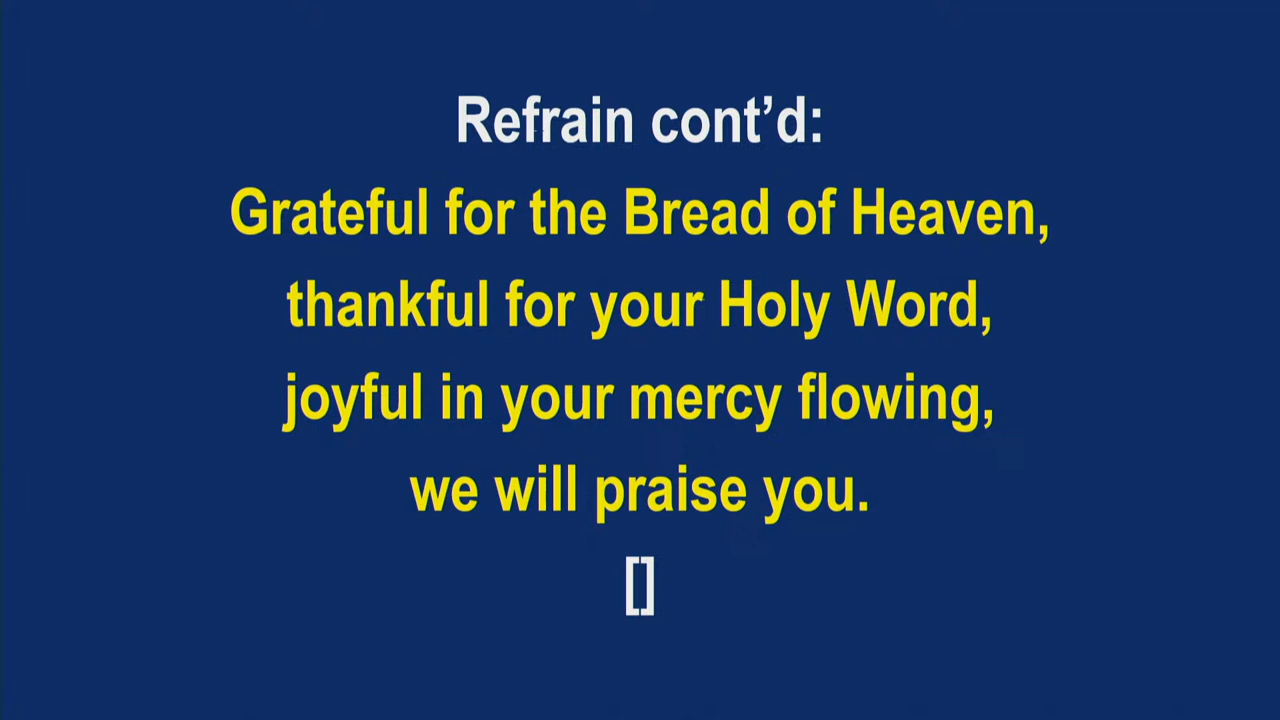 Refrain cont’d:
Grateful for the Bread of Heaven,
thankful for your Holy Word,
joyful in your mercy flowing,
we will praise you.
[]